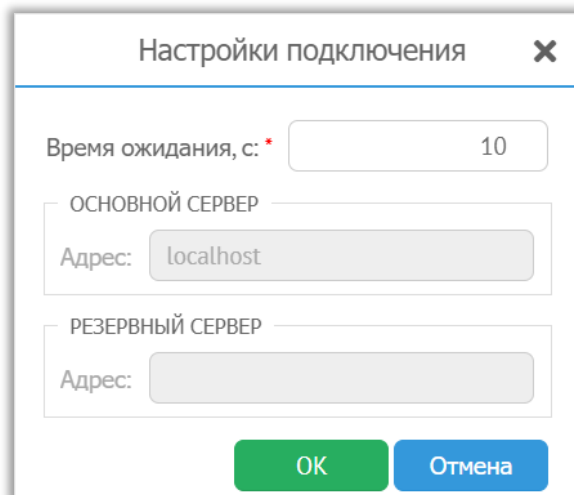 Настройки подключения
Время ожидания, с: * 10
ОСНОВНОЙ СЕРВЕР
Адрес: localhost
РЕЗЕРВНЫЙ СЕРВЕР
Адрес:
OK Отмена